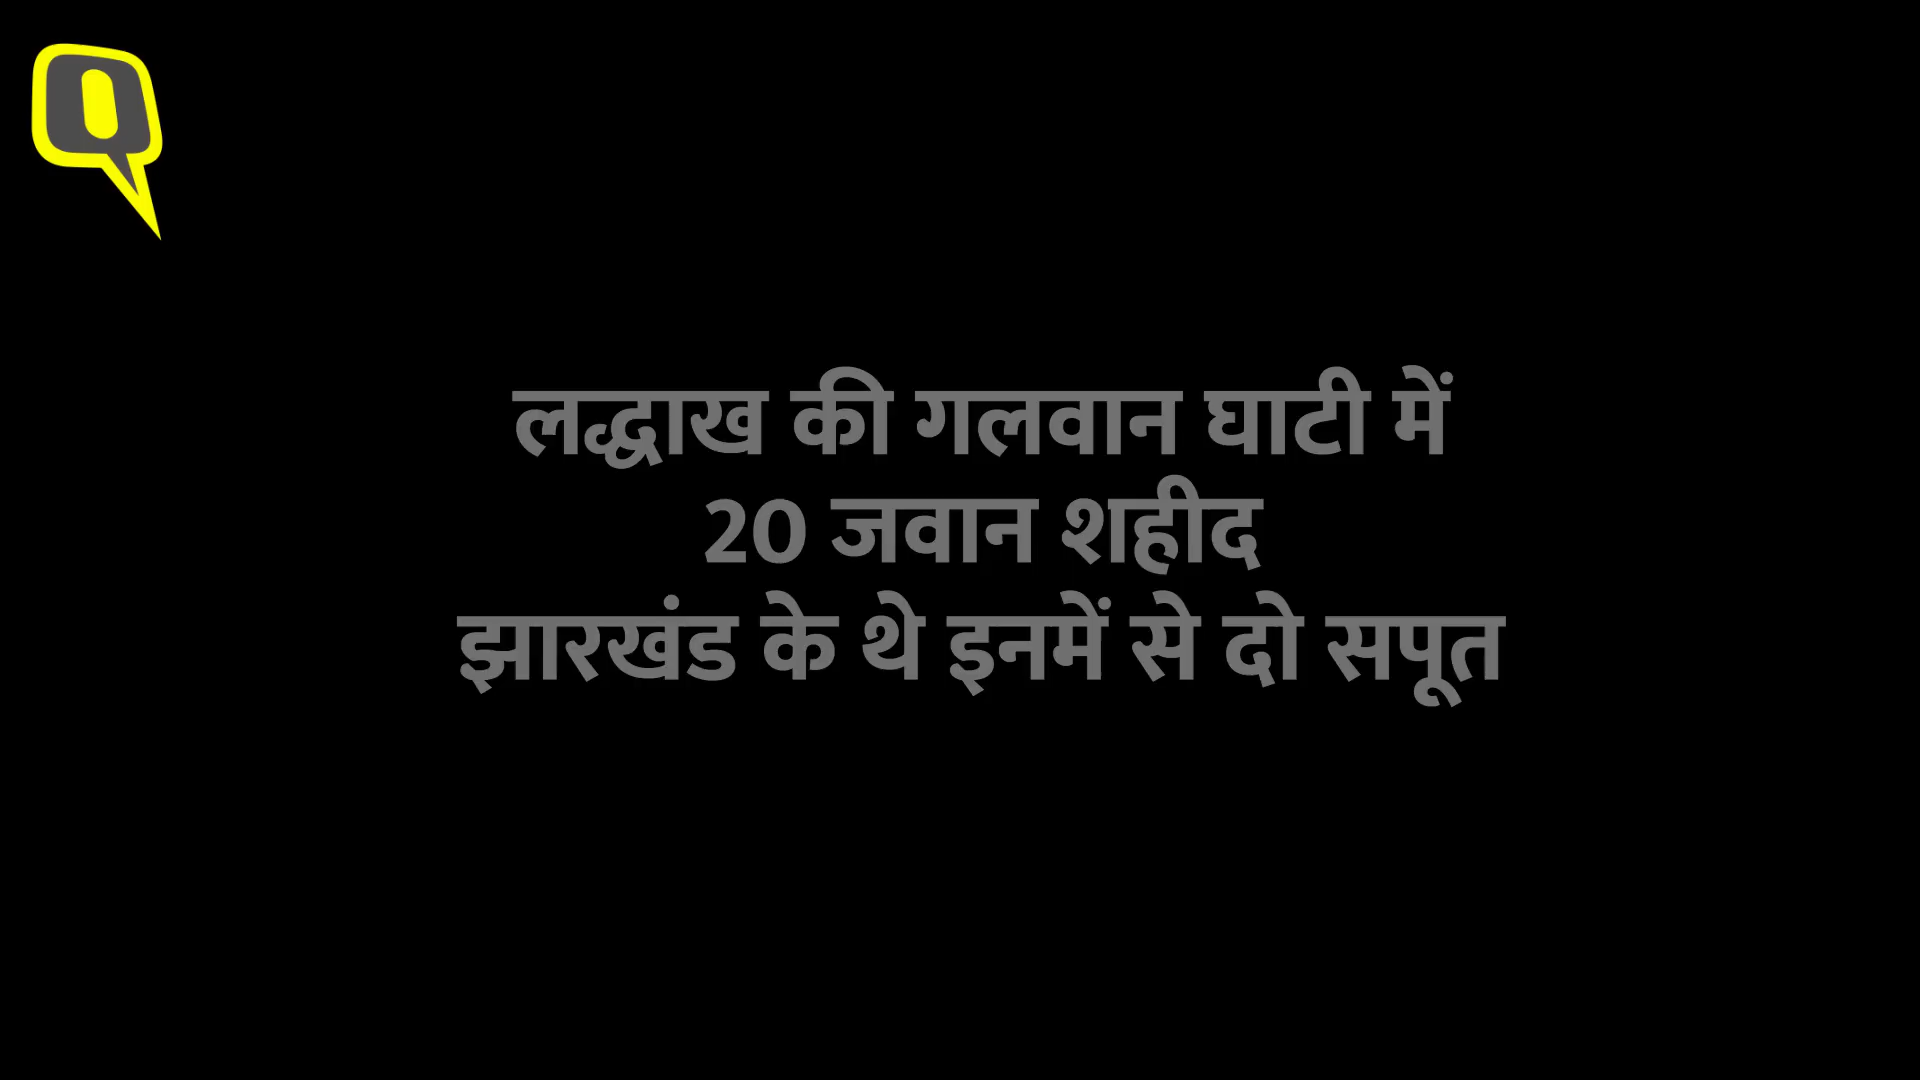 लद्धाख की गलवान घाटी में
20 जवान शहीद
झारखंड के थे इनमें से दो सपूत